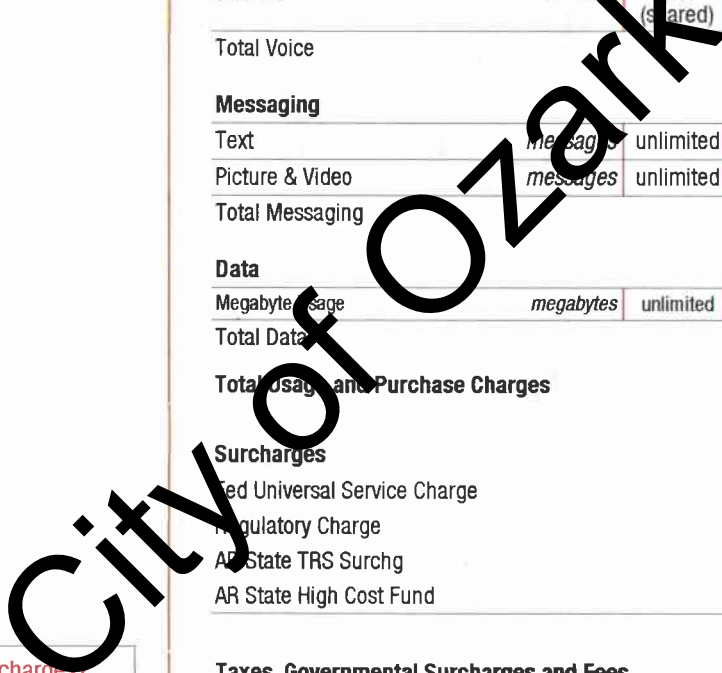 (shared)
Total Voice
Messaging
Text messages unlimited
Picture & Video messages unlimited
Total Messaging
Data
Megabyte Usage megabytes unlimited
Total Data
Total Usage and Purchase Charges
Surcharges
Fed Universal Service Charge
Regulatory Charge
AR State TRS Surchg
AR State High Cost Fund
Taxes, Governmental Surcharges and Fees
City of Ozark